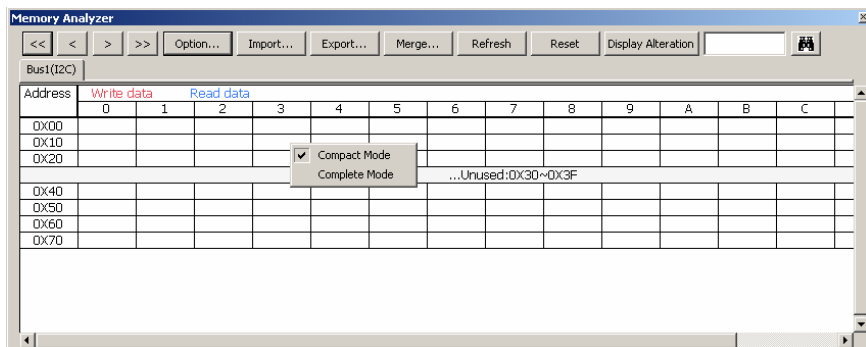 Memory Analyzer
<< < > >> Option... Import... Export... Merge... Refresh Reset Display Alteration
Bus1(I2C)
Address Write data Read data
0 1 2 3 4 5 6 7 8 9 A B C
0X00
0X10
0X20
Compact Mode
Complete Mode
...Unused:0X30~0X3F
0X40
0X50
0X60
0X70